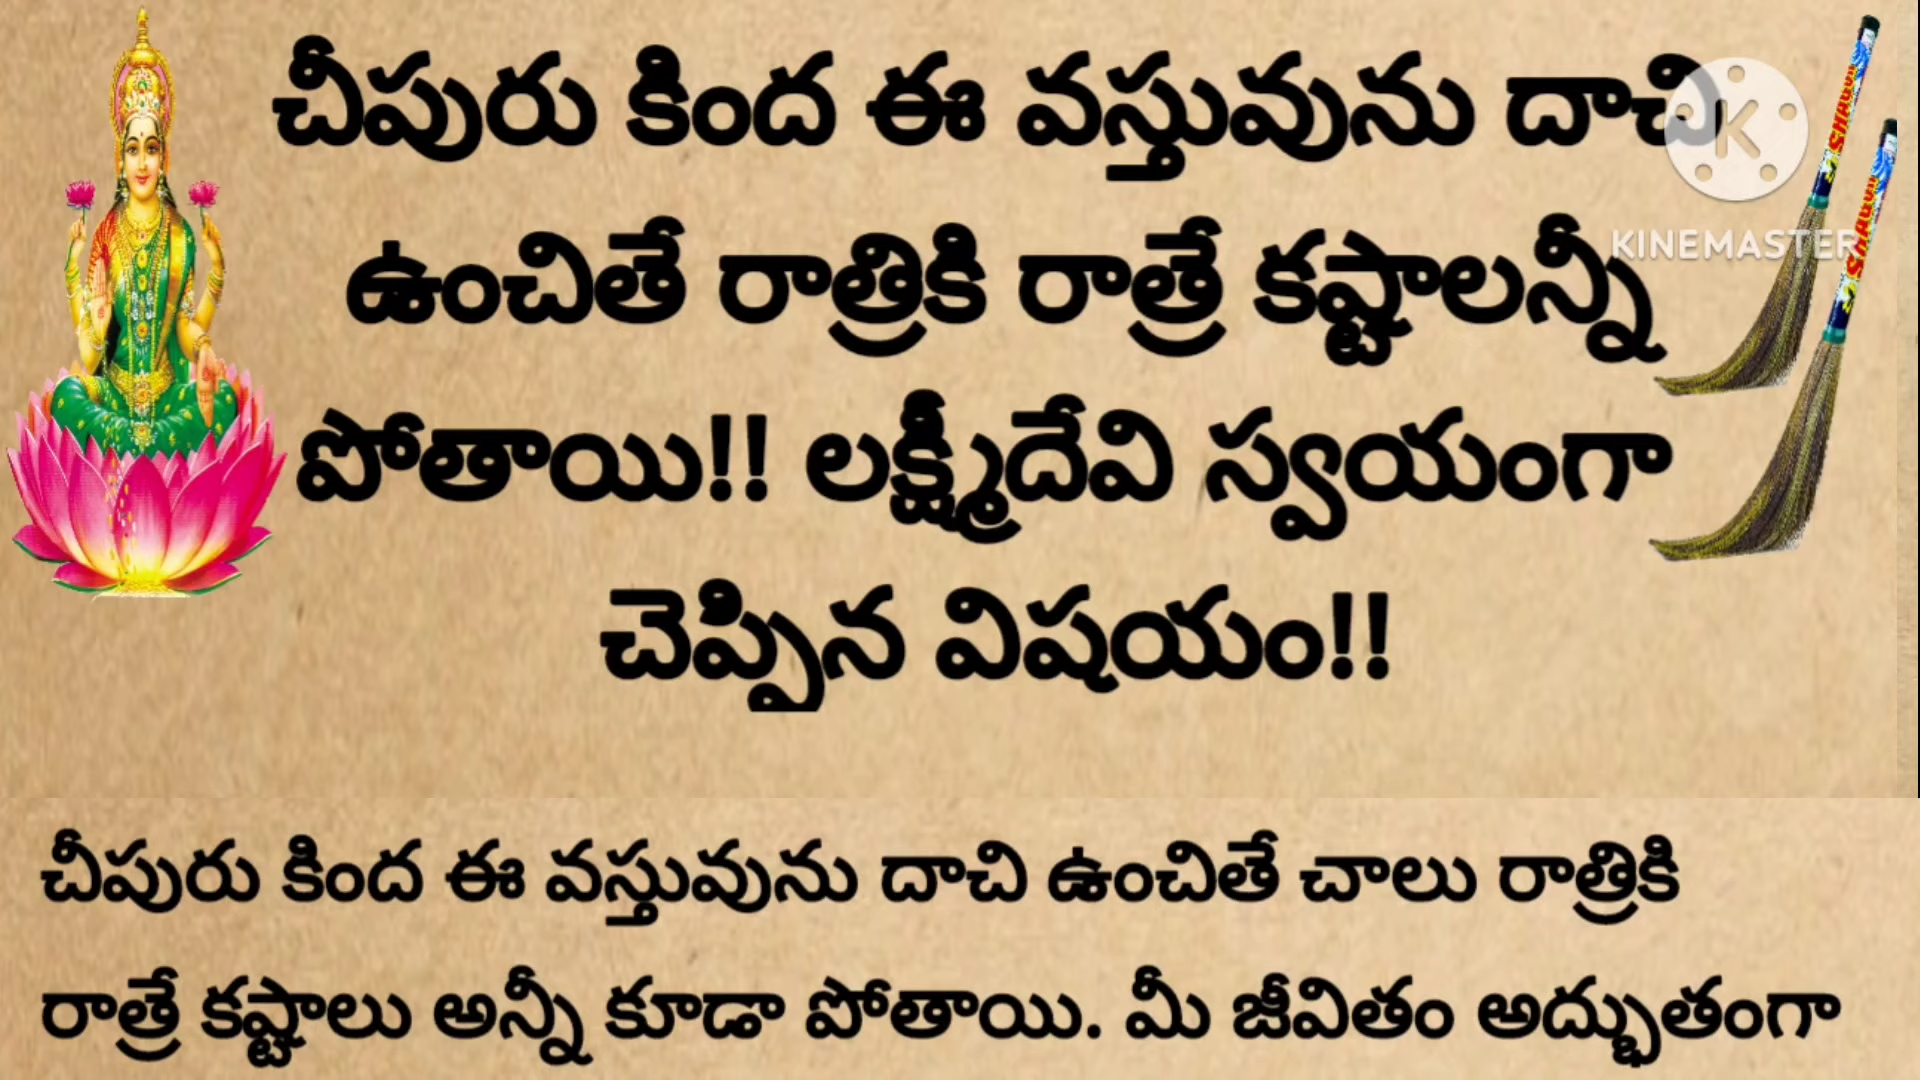 చీపురు కింద ఈ వస్తువును దాచి
ఉంచితే రాత్రికి రాత్రే కష్టాలన్నీ
పోతాయి!! లక్ష్మీదేవి స్వయంగా
చెప్పిన విషయం!!
KINEMASTER
చీపురు కింద ఈ వస్తువును దాచి ఉంచితే చాలు రాత్రికి
రాత్రే కష్టాలు అన్నీ కూడా పోతాయి. మీ జీవితం అద్భుతంగా